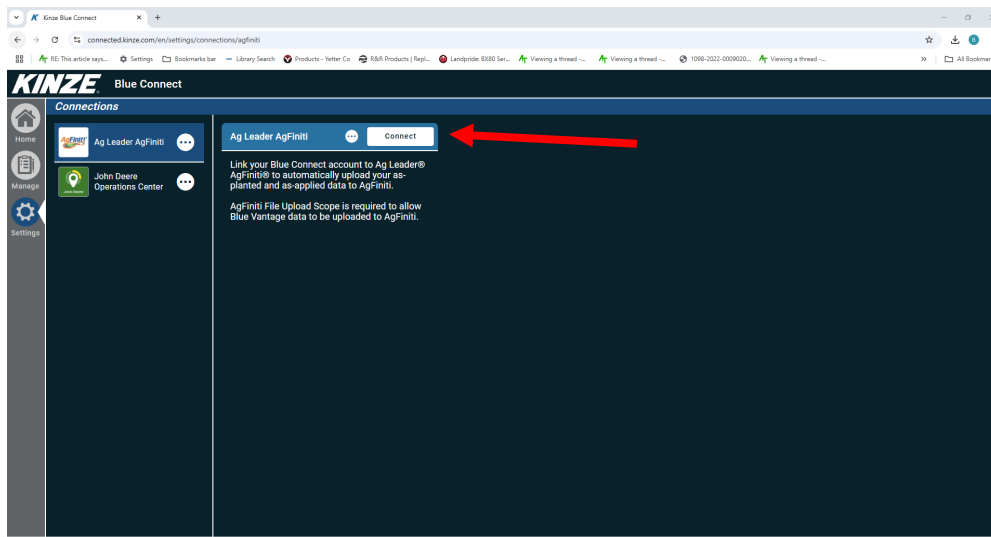 Kinze Blue Connect
connected.kinze.com/en/settings/connections/agfiniti
RE: This article says... Settings Bookmarks bar Library Search Products - Yetter Co R&R Products | Repl... Landpride 8X80 Ser... Viewing a thread -... Viewing a thread -... 1098-2022-0009020... Viewing a thread -... All Bookmar
KINZE Blue Connect
Connections
Home
Manage
Settings
AgFiniti
Ag Leader AgFiniti
John Deere
John Deere
Operations Center
Ag Leader AgFiniti
Connect
Link your Blue Connect account to Ag Leader®
AgFiniti® to automatically upload your as-
planted and as-applied data to AgFiniti.
AgFiniti File Upload Scope is required to allow
Blue Vantage data to be uploaded to AgFiniti.